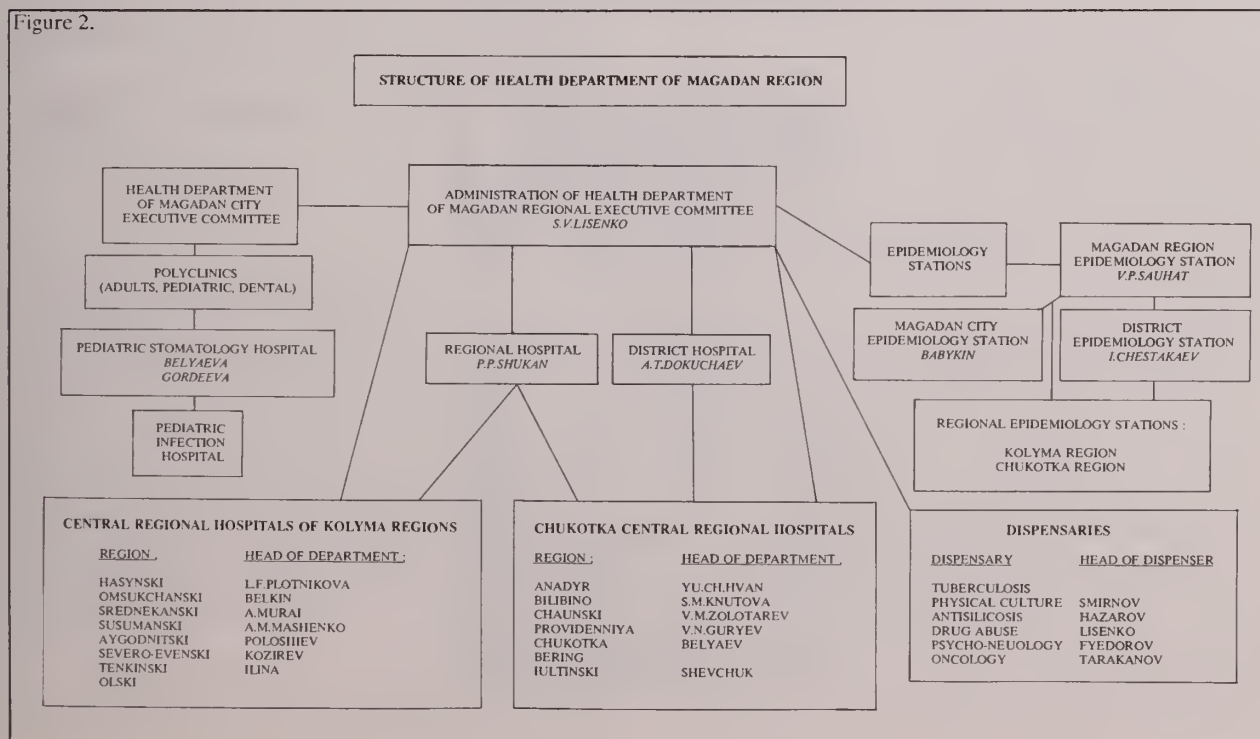 Figure 2.
STRUCTURE OF HEALTH DEPARTMENT OF MAGADAN REGION
HEALTH DEPARTMENT
OF MAGADAN CITY
EXECUTIVE COMMITTEE
ADMINISTRATION OF HEALTH DEPARTMENT
OF MAGADAN REGIONAL EXECUTIVE COMMITTEE
S.V.LISENKO
EPIDEMIOLOGY
STATIONS
MAGADAN REGION
EPIDEMIOLOGY STATION
V.P.SAUHAT
POLYCLINICS
(ADULTS, PEDIATRIC, DENTAL)
PEDIATRIC STOMATOLOGY HOSPITAL
BELYAEVA
GORDEEVA
REGIONAL HOSPITAL
P.P.SHUKAN
DISTRICT HOSPITAL
A.T.DOKUCHAEV
MAGADAN CITY
EPIDEMIOLOGY STATION
BABYKIN
DISTRICT
EPIDEMIOLOGY STATION
I.CHESTAKAEV
PEDIATRIC
INFECTION
HOSPITAL
REGIONAL EPIDEMIOLOGY STATIONS :
KOLYMA REGION
CHUKOTKA REGION
CENTRAL REGIONAL HOSPITALS OF KOLYMA REGIONS
REGION : HEAD OF DEPARTMENT :
HASYNSKI L.F.PLOTNIKOVA
OMSUKCHANSKI BELKIN
SREDNEKANSKI A.MURAI
SUSUMANSKI A.M.MASHENKO
AYGODNITSKI POLOSHIEV
SEVERO-EVENSKI KOZIREV
TENKINSKI ILINA
OLSKI
CHUKOTKA CENTRAL REGIONAL HOSPITALS
REGION : HEAD OF DEPARTMENT :
ANADYR YU.CH.HVAN
BILIBINO S.M.KNUTOVA
CHAUNSKI V.M.ZOLOTAREV
PROVIDENNIYA V.N.GURYEV
CHUKOTKA BELYAEV
BERING
IULTINSKI SHEVCHUK
DISPENSARIES
DISPENSARY HEAD OF DISPENSER
TUBERCULOSIS
PHYSICAL CULTURE SMIRNOV
ANTISILICOSIS HAZAROV
DRUG ABUSE LISENKO
PSYCHO-NEUOLOGY FYEDOROV
ONCOLOGY TARAKANOV